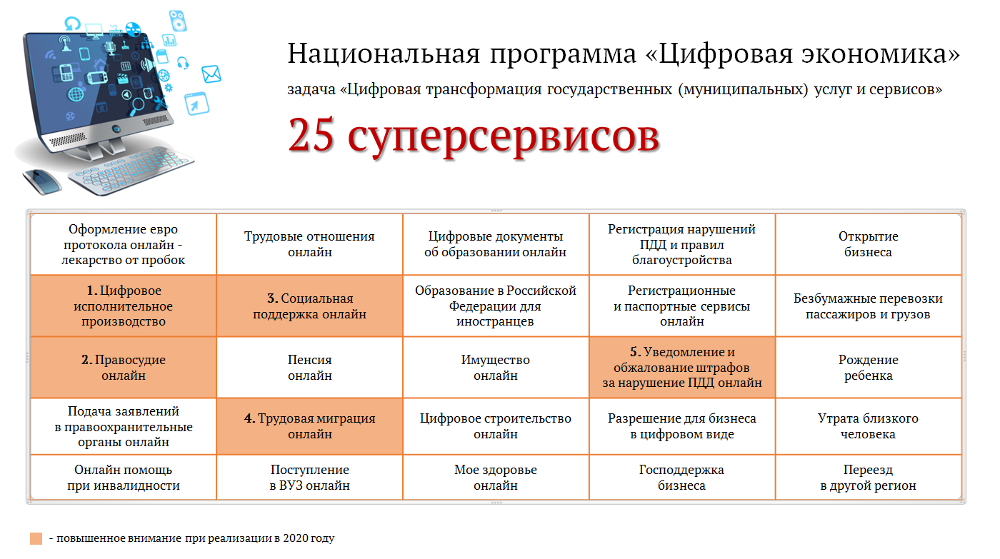 Национальная программа «Цифровая экономика»
задача «Цифровая трансформация государственных (муниципальных) услуг и сервисов»
25 суперсервисов
Оформление евро
протокола онлайн -
лекарство от пробок
Трудовые отношения
онлайн
Цифровые документы
об образовании онлайн
Регистрация нарушений
ПДД и правил
благоустройства
Открытие
бизнеса
1. Цифровое
исполнительное
производство
3. Социальная
поддержка онлайн
Образование в Российской
Федерации для
иностранцев
Регистрационные
и паспортные сервисы
онлайн
Безбумажные перевозки
пассажиров и грузов
2. Правосудие
онлайн
Пенсия
онлайн
Имущество
онлайн
5. Уведомление и
обжалование штрафов
за нарушение ПДД онлайн
Рождение
ребенка
Подача заявлений
в правоохранительные
органы онлайн
4. Трудовая миграция
онлайн
Цифровое строительство
онлайн
Разрешение для бизнеса
в цифровом виде
Утрата близкого
человека
Онлайн помощь
при инвалидности
Поступление
в ВУЗ онлайн
Мое здоровье
онлайн
Господдержка
бизнеса
Переезд
в другой регион
- повышенное внимание при реализации в 2020 году